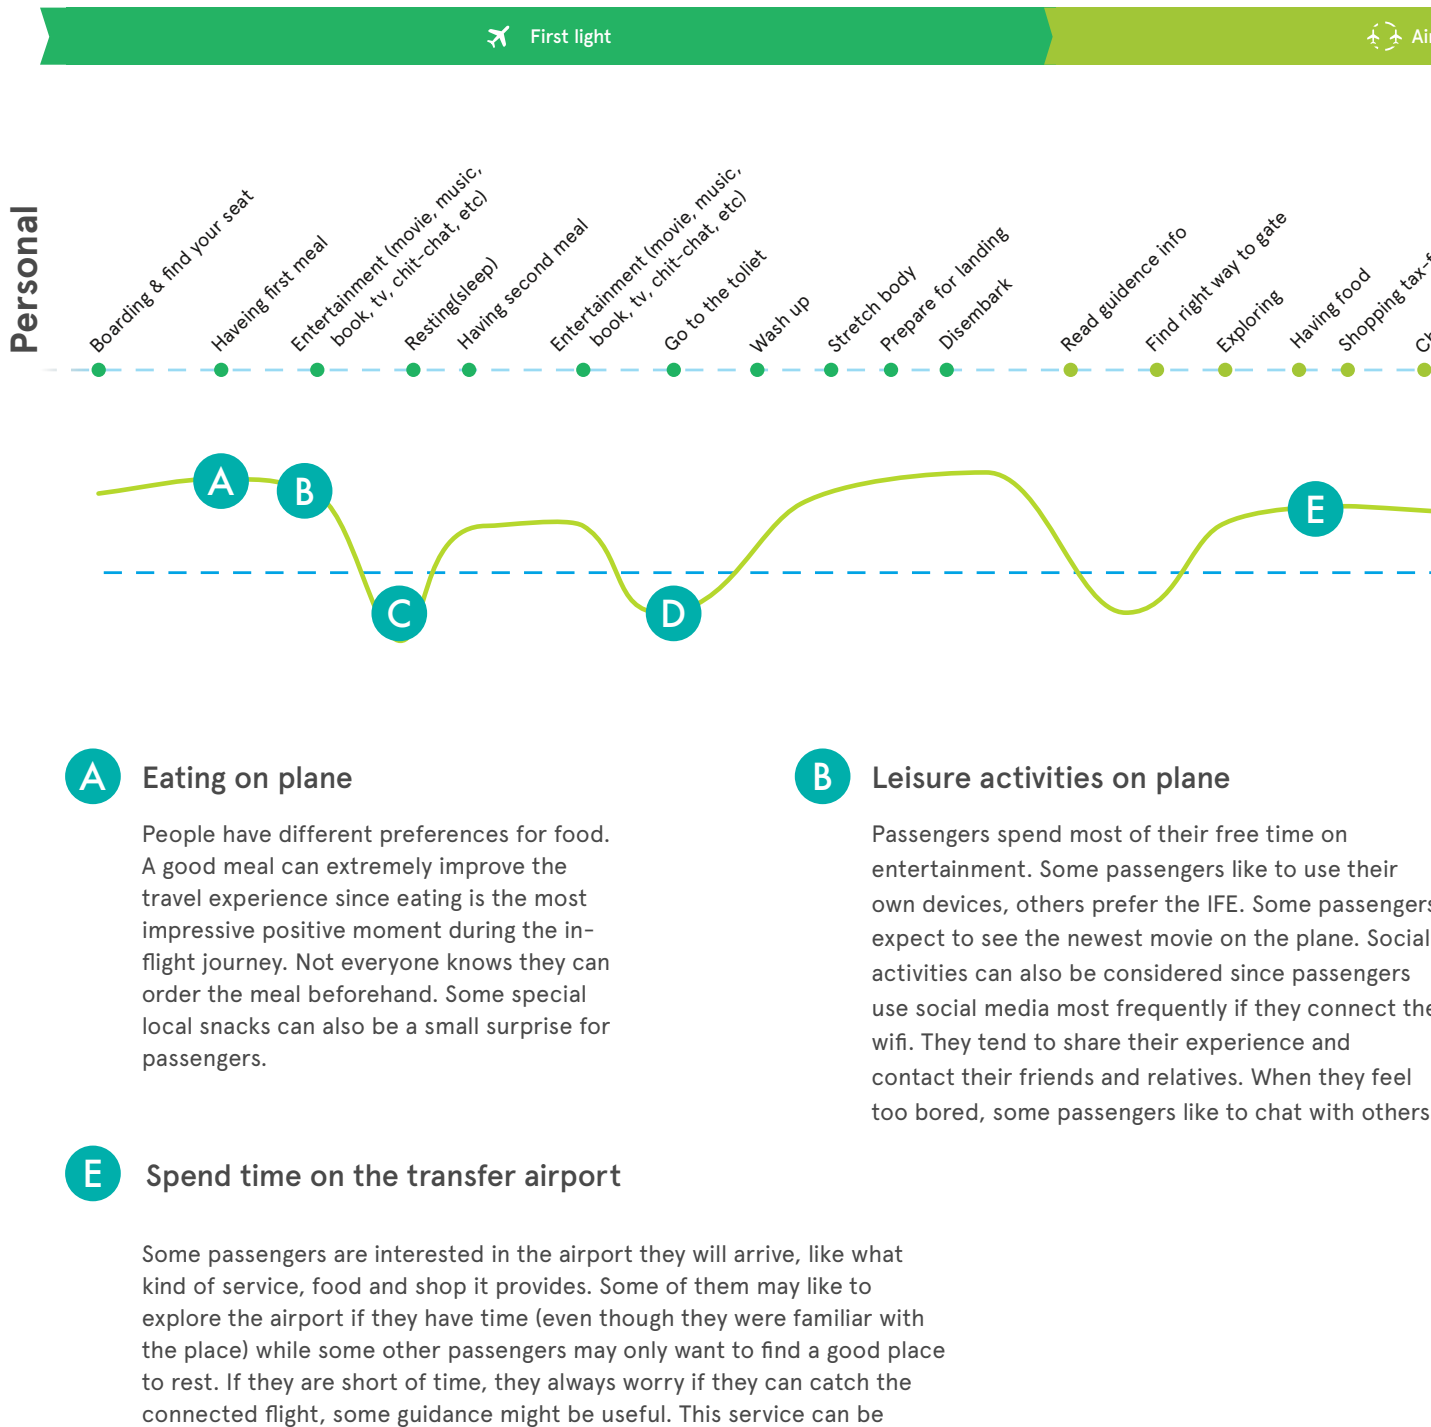 First light
Personal
Boarding & find your seat
Haveing first meal
Entertainment (movie, music,
book, tv, chit-chat, etc)
Resting(sleep)
Having second meal
Entertainment (movie, music,
book, tv, chit-chat, etc)
Go to the toliet
Wash up
Stretch body
Prepare for landing
Disembark
Read guidence info
Find right way to gate
Exploring
Having food
Shopping
A
B
C
D
E
A Eating on plane
People have different preferences for food.
A good meal can extremely improve the
travel experience since eating is the most
impressive positive moment during the in-
flight journey. Not everyone knows they can
order the meal beforehand. Some special
local snacks can also be a small surprise for
passengers.
B Leisure activities on plane
Passengers spend most of their free time on
entertainment. Some passengers like to use their
own devices, others prefer the IFE. Some passengers
expect to see the newest movie on the plane. Social
activities can also be considered since passengers
use social media most frequently if they connect the
wifi. They tend to share their experience and
contact their friends and relatives. When they feel
too bored, some passengers like to chat with others
E Spend time on the transfer airport
Some passengers are interested in the airport they will arrive, like what
kind of service, food and shop it provides. Some of them may like to
explore the airport if they have time (even though they were familiar with
the place) while some other passengers may only want to find a good place
to rest. If they are short of time, they always worry if they can catch the
connected flight, some guidance might be useful. This service can be